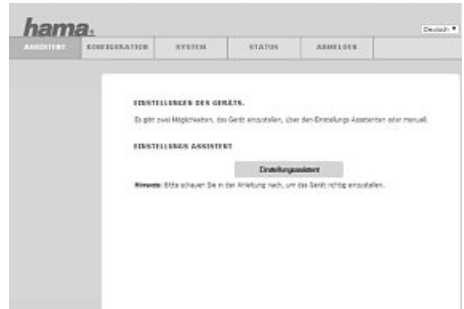 hama.
Deutsch
ASSISTENT KONFIGURATION SYSTEM STATUS ABMELDEN
EINSTELLUNGEN DES GERÄTS.
Es gibt zwei Möglichkeiten, das Gerät einzustellen, über den Einstellungs Assistenten oder manuell.
EINSTELLUNGS ASSISTENT
Einstellungsassistent
Hinweis: Bitte schauen Sie in der Anleitung nach, um das Gerät richtig einzustellen.